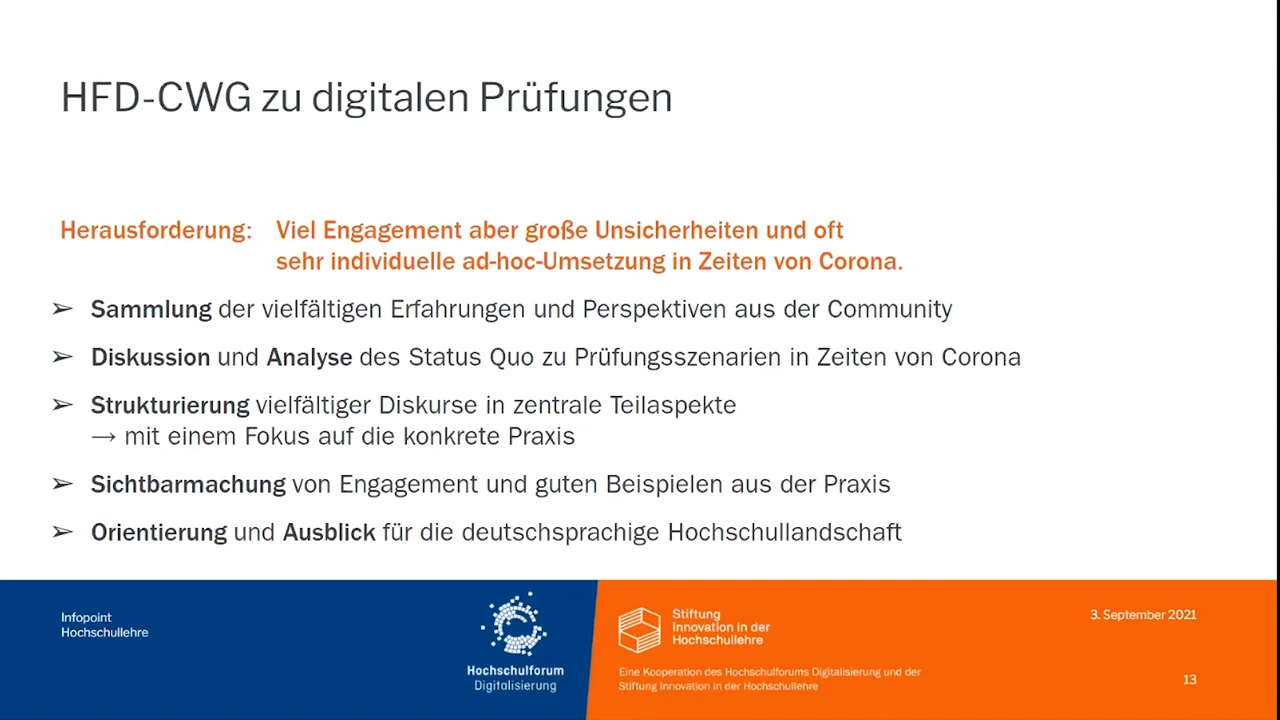 HFD-CWG zu digitalen Prüfungen
Herausforderung: Viel Engagement aber große Unsicherheiten und oft
sehr individuelle ad-hoc-Umsetzung in Zeiten von Corona.
➢ Sammlung der vielfältigen Erfahrungen und Perspektiven aus der Community
➢ Diskussion und Analyse des Status Quo zu Prüfungsszenarien in Zeiten von Corona
➢ Strukturierung vielfältiger Diskurse in zentrale Teilaspekte
→ mit einem Fokus auf die konkrete Praxis
➢ Sichtbarmachung von Engagement und guten Beispielen aus der Praxis
➢ Orientierung und Ausblick für die deutschsprachige Hochschullandschaft
Infopoint
Hochschullehre
Hochschulforum
Digitalisierung
Stiftung
Innovation in der
Hochschullehre
Eine Kooperation des Hochschulforums Digitalisierung und der
Stiftung Innovation in der Hochschullehre
3. September 2021
13